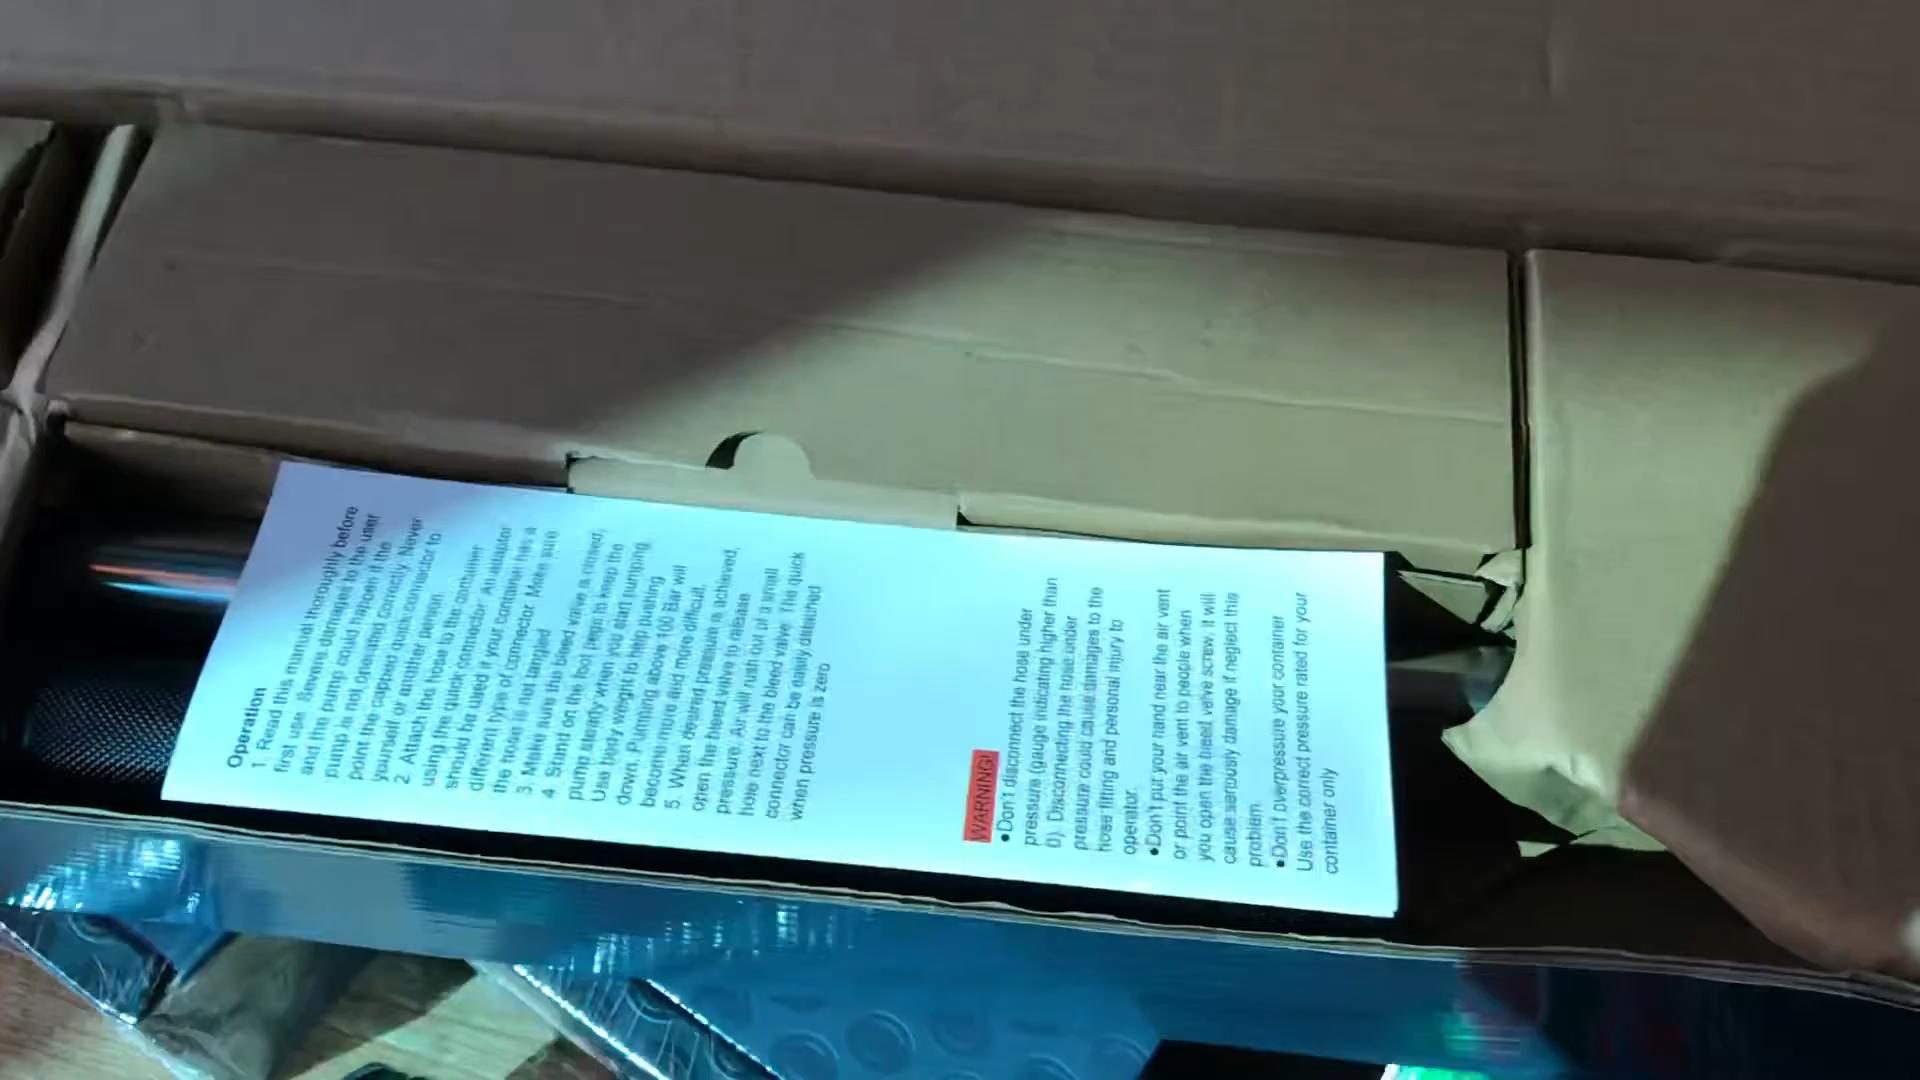 Operation
1. Read this manual thoroughly before
first use. Severe damages to the user
and the pump could happen if the
pump is not operating correctly. Never
point the capped quick connector to
yourself or another person.
2. Attach the hose to the container
using the quick connector. An adaptor
should be used if your container has a
different type of connector. Make sure
the hose is not tangled
3. Make sure the bleed valve is closed,
4. Stand on the foot pegs to keep the
pump steady when you start pumping.
Use body weight to help pushing
down. Pumping above 100 Bar will
become more and more difficult.
5. When desired pressure is achieved,
open the bleed valve to release
pressure. Air will rush out of a small
hole next to the bleed valve. The quick
connector can be easily detached
when pressure is zero
WARNING!
•Don't disconnect the hose under
pressure (gauge indicating higher than
0). Disconnecting the hose under
pressure could cause damages to the
hose fitting and personal injury to
operator.
•Don't put your hand near the air vent
or point the air vent to people when
you open the bleed valve screw, it will
cause seriously damage if neglect this
problem.
•Don't overpressure your container
Use the correct pressure rated for your
container only